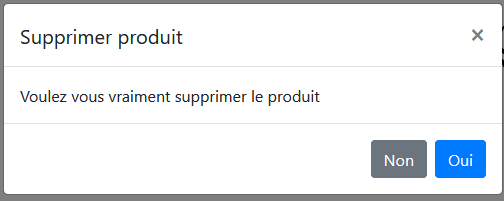 Supprimer produit
×
Voulez vous vraiment supprimer le produit
Non
Oui